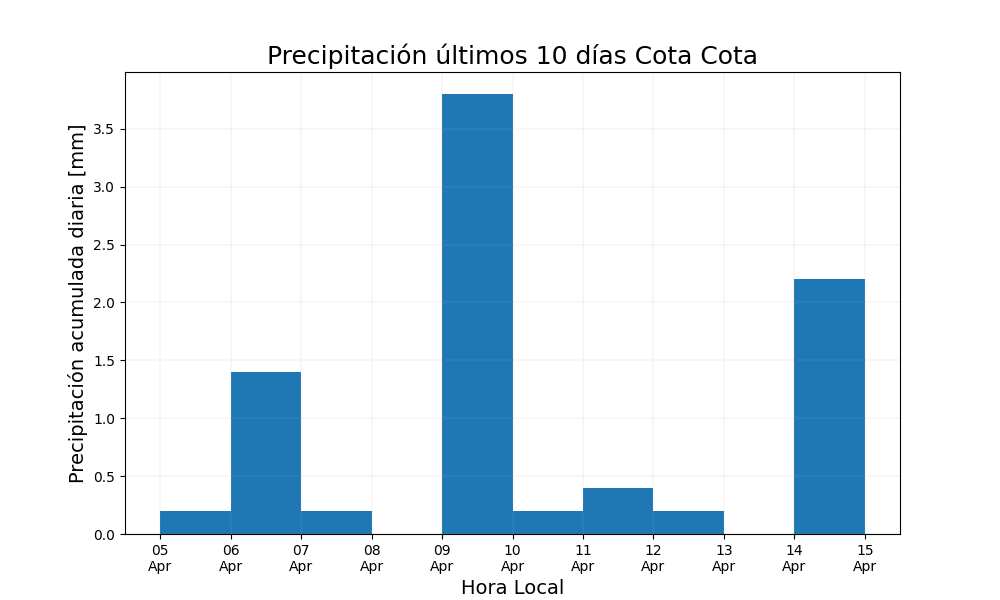 Precipitación últimos 10 días Cota Cota
Precipitación acumulada diaria [mm]
3.5
3.0
2.5
2.0
1.5
1.0
0.5
0.0
05 06 07 08 09 10 11 12 13 14 15
Apr Apr Apr Apr Apr Apr Apr Apr Apr Apr Apr
Hora Local